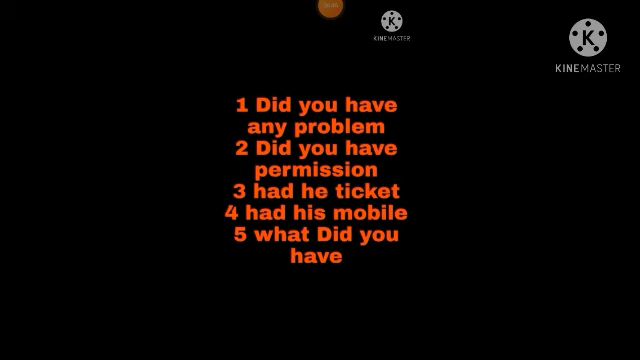 KINEMASTER
KINEMASTER
1 Did you have
any problem
2 Did you have
permission
3 had he ticket
4 had his mobile
5 what Did you
have